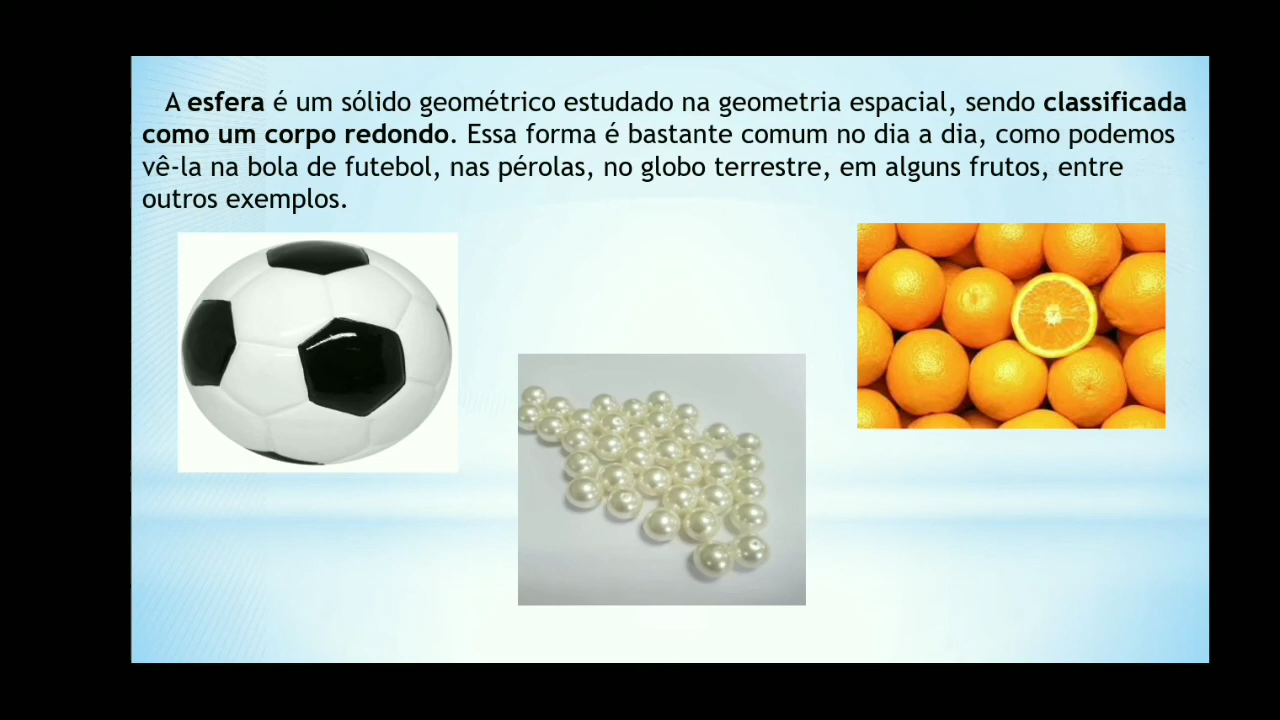 A esfera é um sólido geométrico estudado na geometria espacial, sendo classificada
como um corpo redondo. Essa forma é bastante comum no dia a dia, como podemos
vê-la na bola de futebol, nas pérolas, no globo terrestre, em alguns frutos, entre
outros exemplos.